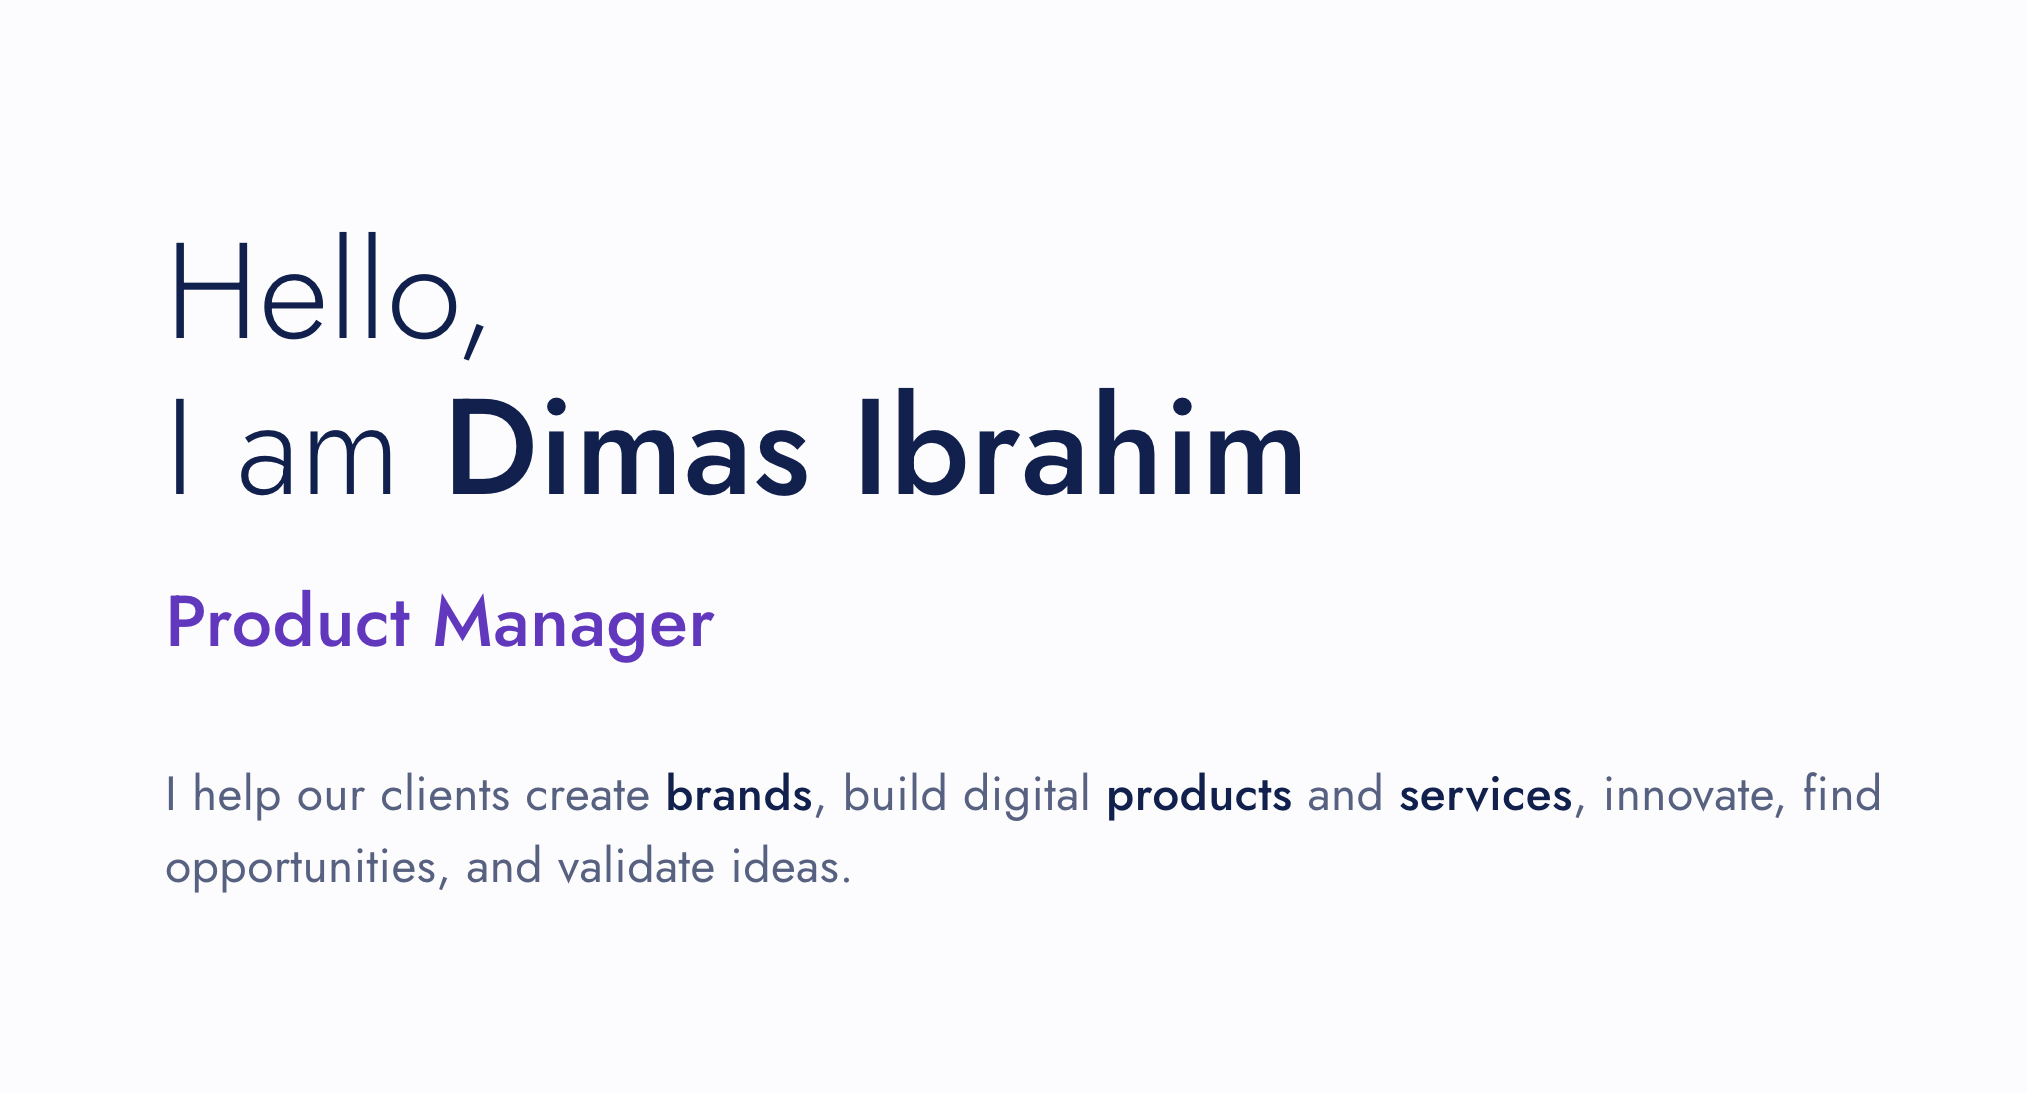 Hello,
I am Dimas Ibrahim
Product Manager
I help our clients create brands, build digital products and services, innovate, find
opportunities, and validate ideas.